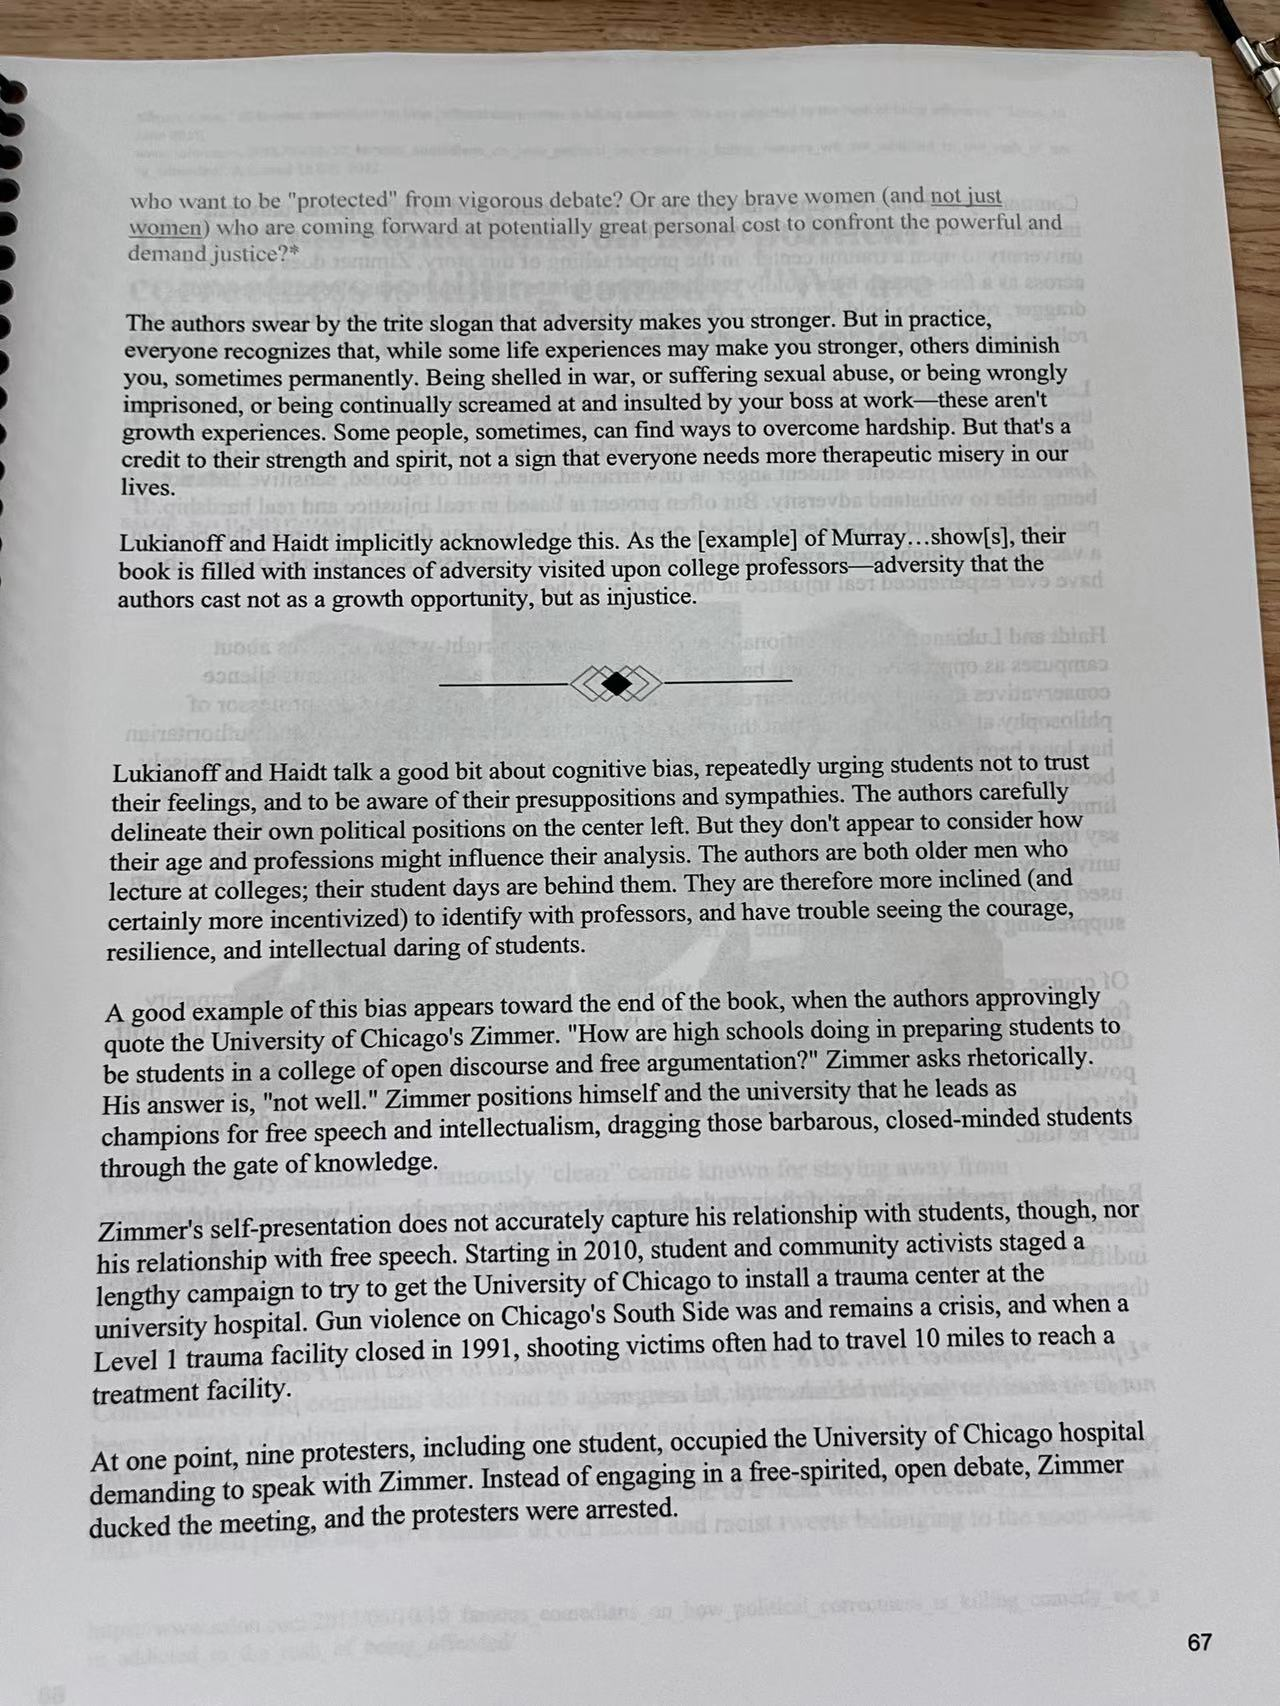 who want to be "protected" from vigorous debate? Or are they brave women (and not just
women) who are coming forward at potentially great personal cost to confront the powerful and
demand justice?*
The authors swear by the trite slogan that adversity makes you stronger. But in practice,
everyone recognizes that, while some life experiences may make you stronger, others diminish
you, sometimes permanently. Being shelled in war, or suffering sexual abuse, or being wrongly
imprisoned, or being continually screamed at and insulted by your boss at work—these aren't
growth experiences. Some people, sometimes, can find ways to overcome hardship. But that's a
credit to their strength and spirit, not a sign that everyone needs more therapeutic misery in our
lives.
Lukianoff and Haidt implicitly acknowledge this. As the [example] of Murray…show[s], their
book is filled with instances of adversity visited upon college professors—adversity that the
authors cast not as a growth opportunity, but as injustice.
Lukianoff and Haidt talk a good bit about cognitive bias, repeatedly urging students not to trust
their feelings, and to be aware of their presuppositions and sympathies. The authors carefully
delineate their own political positions on the center left. But they don't appear to consider how
their age and professions might influence their analysis. The authors are both older men who
lecture at colleges; their student days are behind them. They are therefore more inclined (and
certainly more incentivized) to identify with professors, and have trouble seeing the courage,
resilience, and intellectual daring of students.
A good example of this bias appears toward the end of the book, when the authors approvingly
quote the University of Chicago's Zimmer. "How are high schools doing in preparing students to
be students in a college of open discourse and free argumentation?" Zimmer asks rhetorically.
His answer is, "not well." Zimmer positions himself and the university that he leads as
champions for free speech and intellectualism, dragging those barbarous, closed-minded students
through the gate of knowledge.
Zimmer's self-presentation does not accurately capture his relationship with students, though, nor
his relationship with free speech. Starting in 2010, student and community activists staged a
lengthy campaign to try to get the University of Chicago to install a trauma center at the
university hospital. Gun violence on Chicago's South Side was and remains a crisis, and when a
Level 1 trauma facility closed in 1991, shooting victims often had to travel 10 miles to reach a
treatment facility.
At one point, nine protesters, including one student, occupied the University of Chicago hospital
demanding to speak with Zimmer. Instead of engaging in a free-spirited, open debate, Zimmer
ducked the meeting, and the protesters were arrested.
67